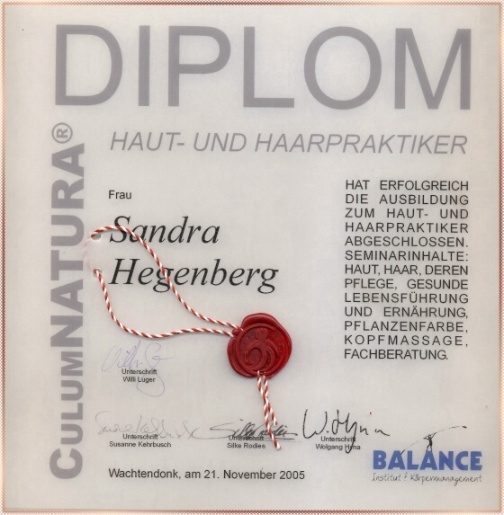 DIPLOM
HAUT- UND HAARPRAKTIKER
CULUMNATURA®
Frau
Sandra
Hegenberg
HAT ERFOLGREICH
DIE AUSBILDUNG
ZUM HAUT- UND
HAARPRAKTIKER
ABGESCHLOSSEN.
SEMINARINHALTE:
HAUT, HAAR, DEREN
PFLEGE, GESUNDE
LEBENSFÜHRUNG
UND ERNÄHRUNG,
PFLANZENFARBE,
KOPFMASSAGE,
FACHBERATUNG.
Unterschrift
Willi Luger
Unterschrift
Susanne Kehrbusch
Unterschrift
Silke Rodies
Unterschrift
Wolfgang
Wachtendonk, am 21. November 2005
BALANCE
Institut f. Körpermanagement